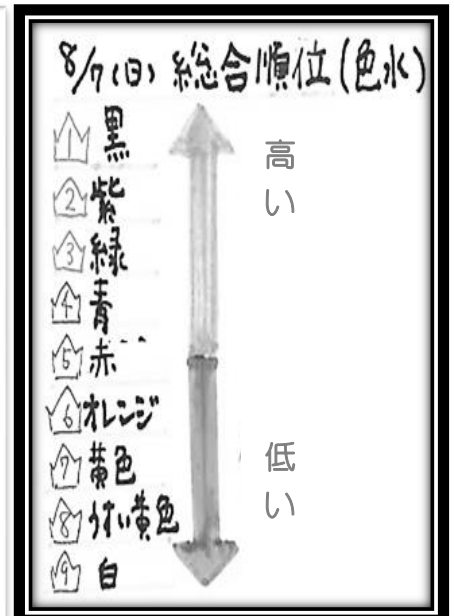 8/7(日) 総合順位(色水)
1 黒
2 紫
3 緑
4 青
5 赤
6 オレンジ
7 黄色
8 うすい黄色
9 白
高い
低い